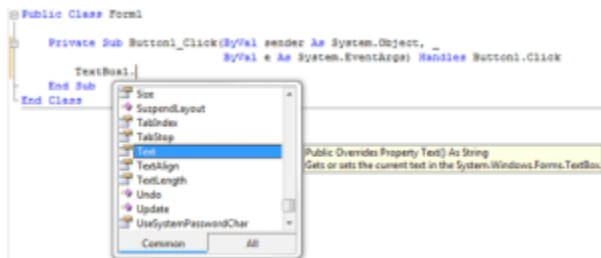 Public Class Form1
Private Sub Button1_Click(ByVal sender As System.Object, _
ByVal e As System.EventArgs) Handles Button1.Click
TextBox1.
End Sub
End Class
Size
SuspendLayout
TabIndex
TabStop
Text
TextAlign
TextLength
Undo
Update
UseSystemPasswordChar
Common All
Public Overrides Property Text() As String
Gets or sets the current text in the System.Windows.Forms.TextBox.